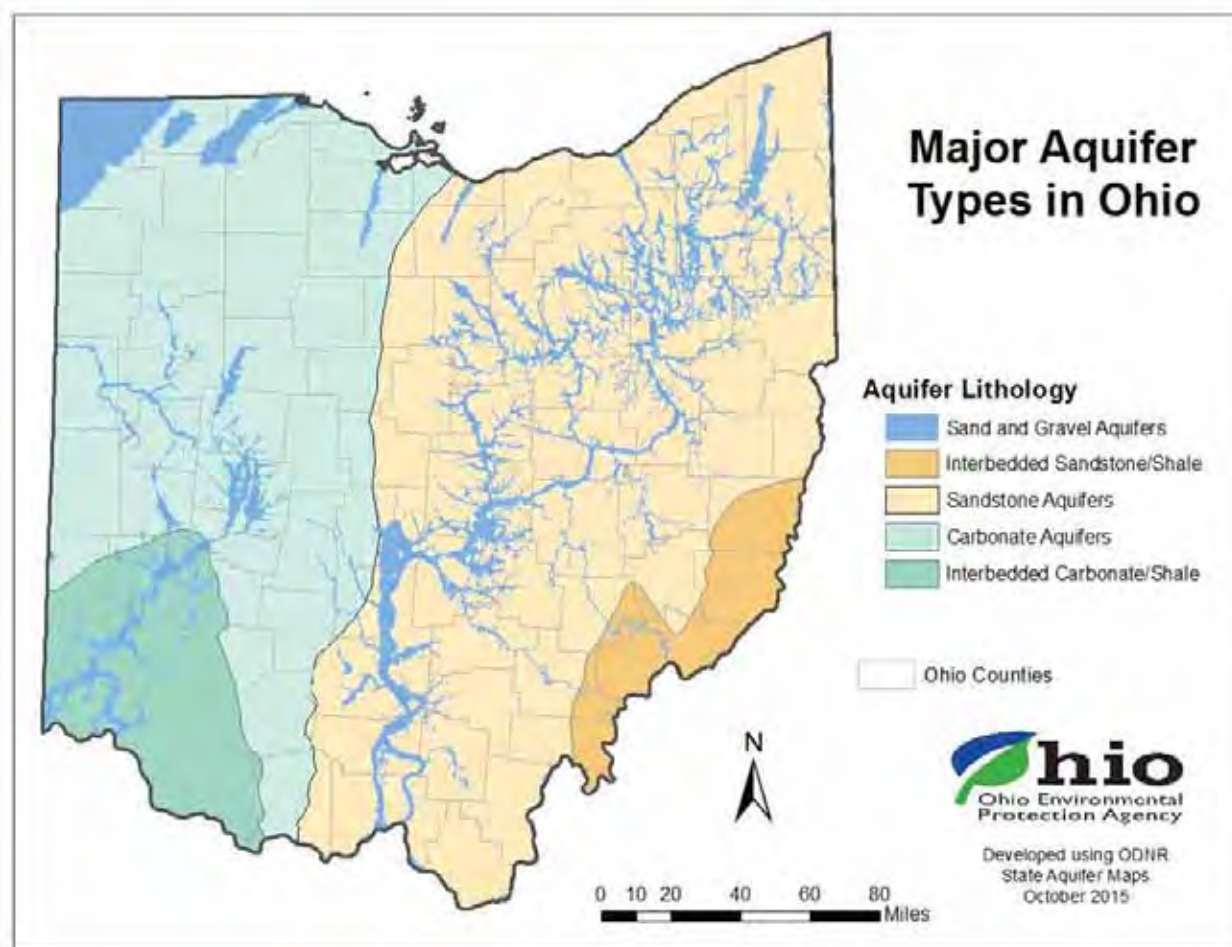 Major Aquifer
Types in Ohio
Aquifer Lithology
Sand and Gravel Aquifers
Interbedded Sandstone/Shale
Sandstone Aquifers
Carbonate Aquifers
Interbedded Carbonate/Shale
Ohio Counties
N
Ohio
Ohio Environmental
Protection Agency
Developed using ODNR
State Aquifer Maps
October 2015
0 10 20 40 60 80
Miles